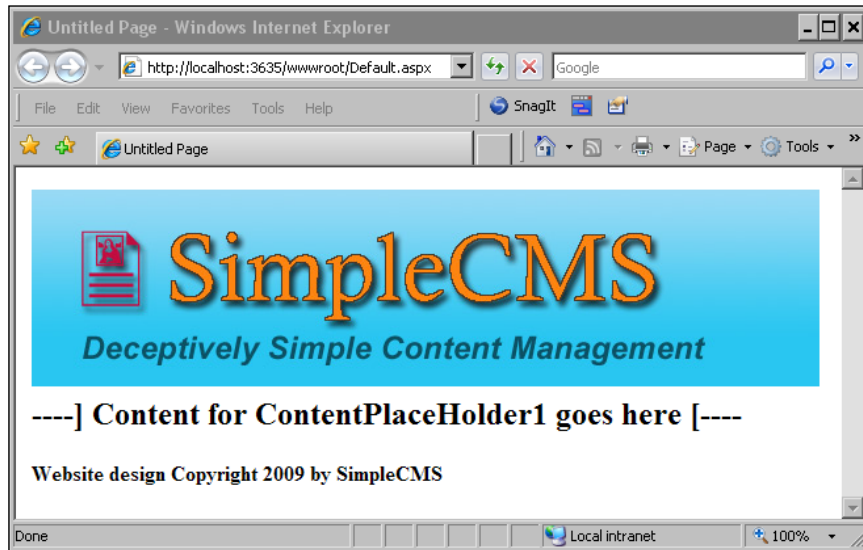 Untitled Page - Windows Internet Explorer
http://localhost:3635/wwwroot/Default.aspx
Google
File Edit View Favorites Tools Help
SnagIt
Untitled Page
Page
Tools
»
SimpleCMS
Deceptively Simple Content Management
----] Content for ContentPlaceHolder1 goes here [----
Website design Copyright 2009 by SimpleCMS
Done
Local intranet
100%